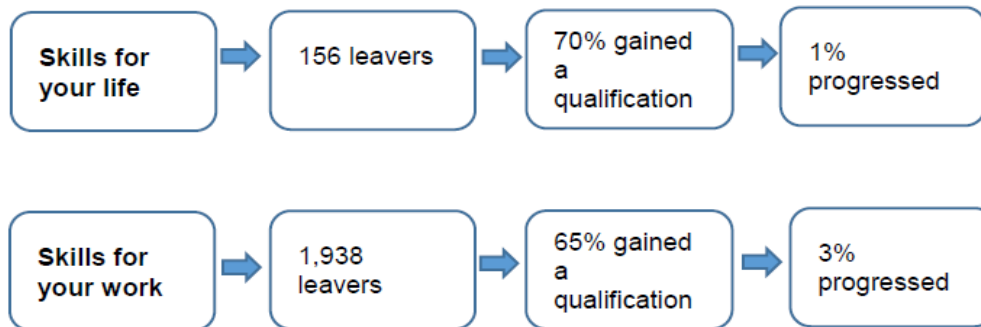 Skills for
your life
156 leavers
70% gained
a
qualification
1%
progressed
Skills for
your work
1,938
leavers
65% gained
a
qualification
3%
progressed